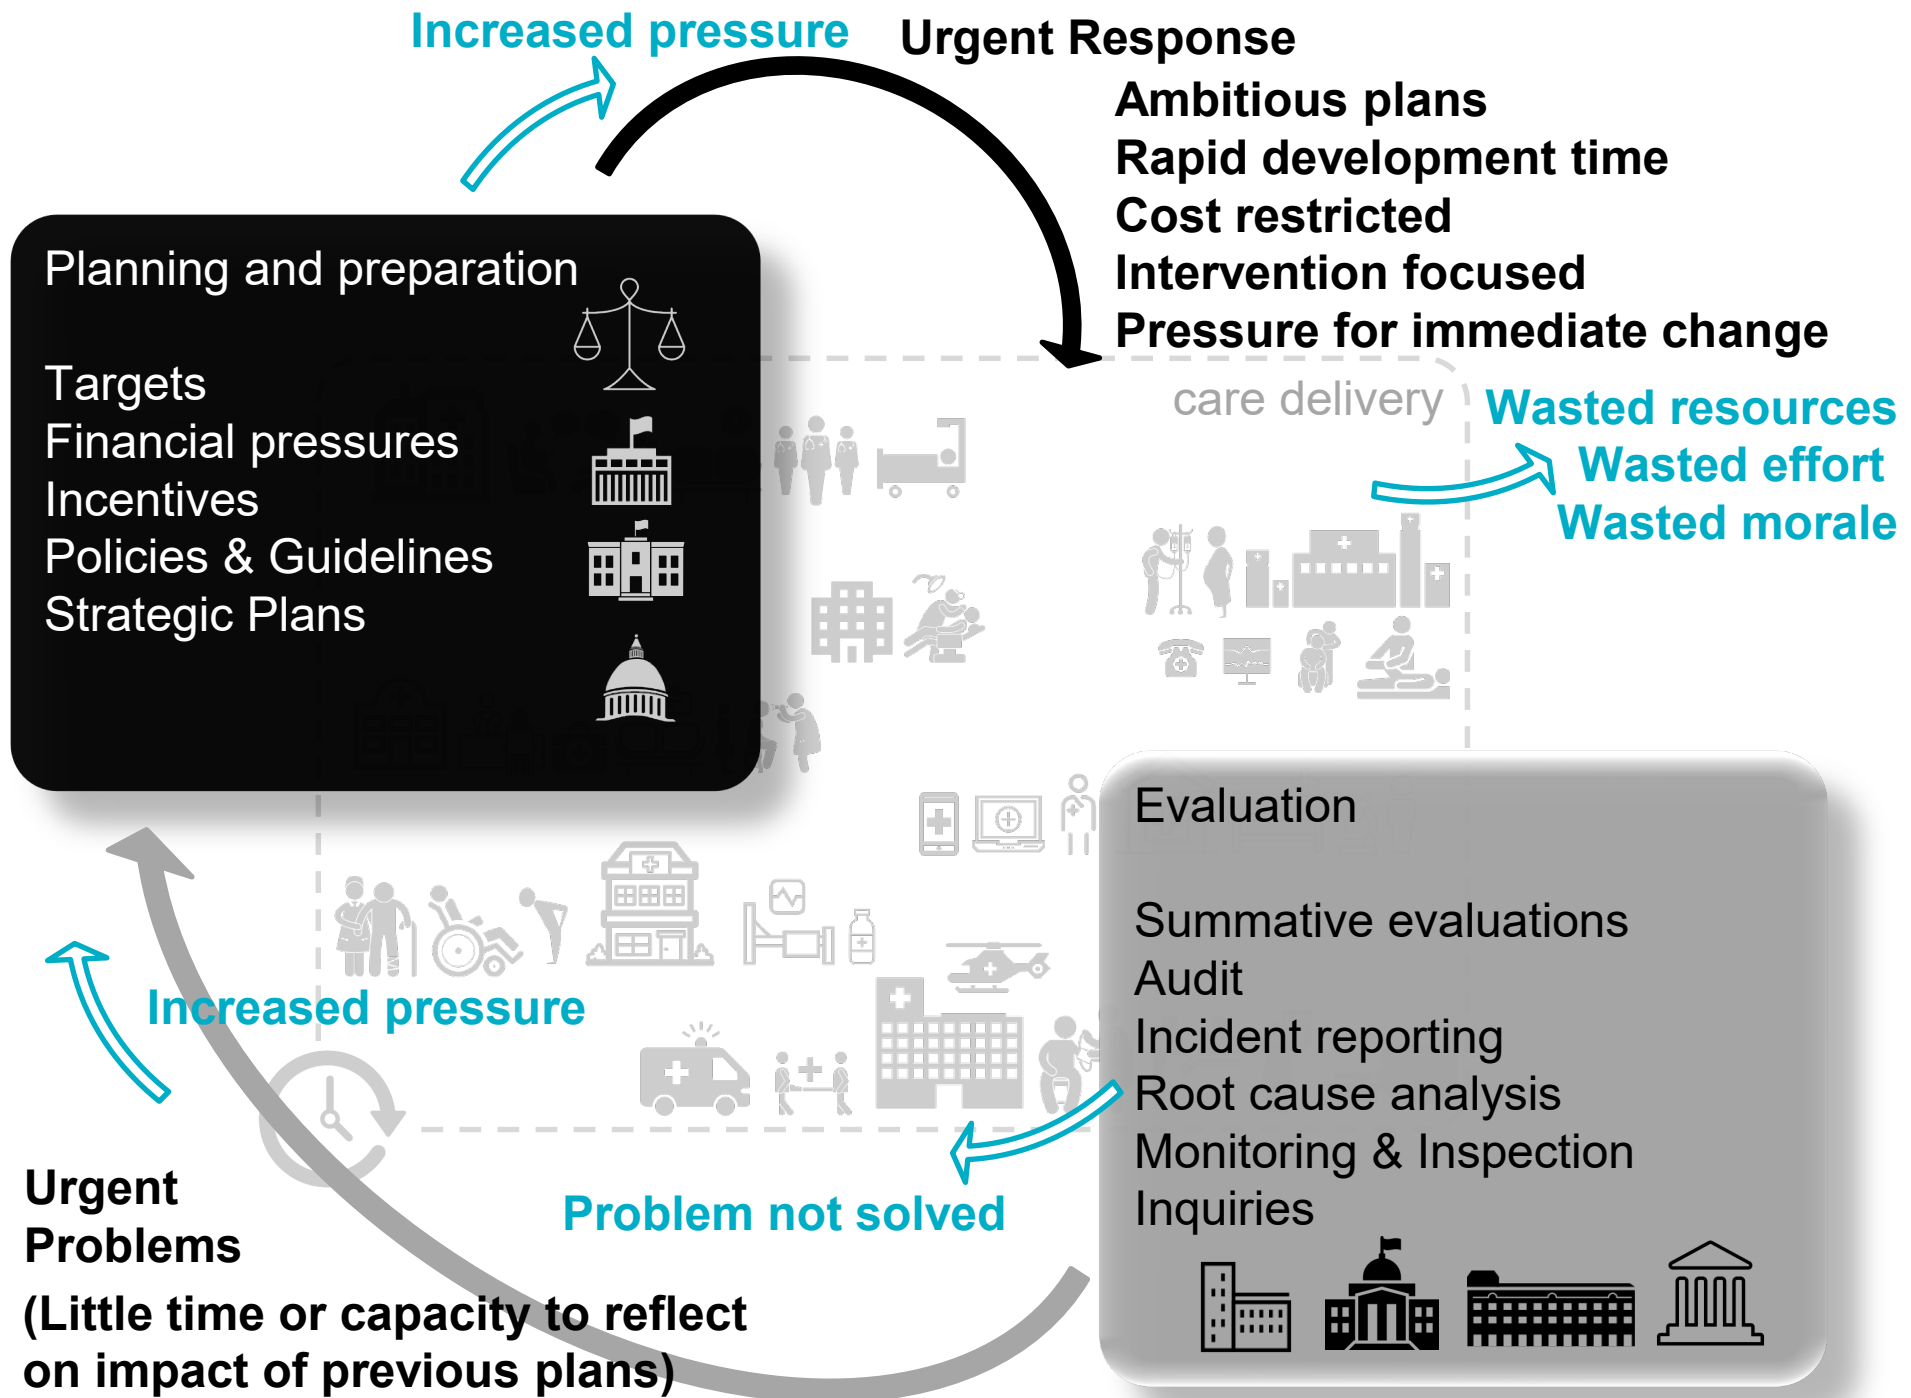 Increased pressure
Urgent Response
Ambitious plans
Rapid development time
Cost restricted
Intervention focused
Pressure for immediate change
Planning and preparation
Targets
Financial pressures
Incentives
Policies & Guidelines
Strategic Plans
care delivery
Wasted resources
Wasted effort
Wasted morale
Evaluation
Summative evaluations
Audit
Incident reporting
Root cause analysis
Monitoring & Inspection
Inquiries
Increased pressure
Problem not solved
Urgent
Problems
(Little time or capacity to reflect
on impact of previous plans)